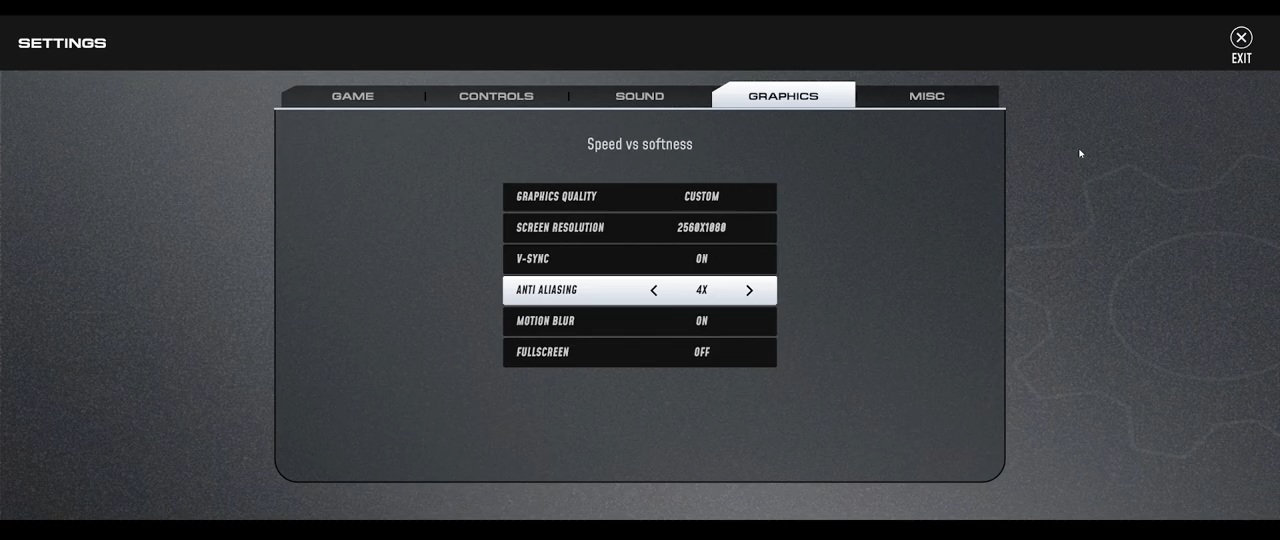 SETTINGS
EXIT
GAME CONTROLS SOUND GRAPHICS MISC
Speed vs softness
GRAPHICS QUALITY CUSTOM
SCREEN RESOLUTION 2560X1080
V-SYNC ON
ANTI ALIASING 4X
MOTION BLUR ON
FULLSCREEN OFF